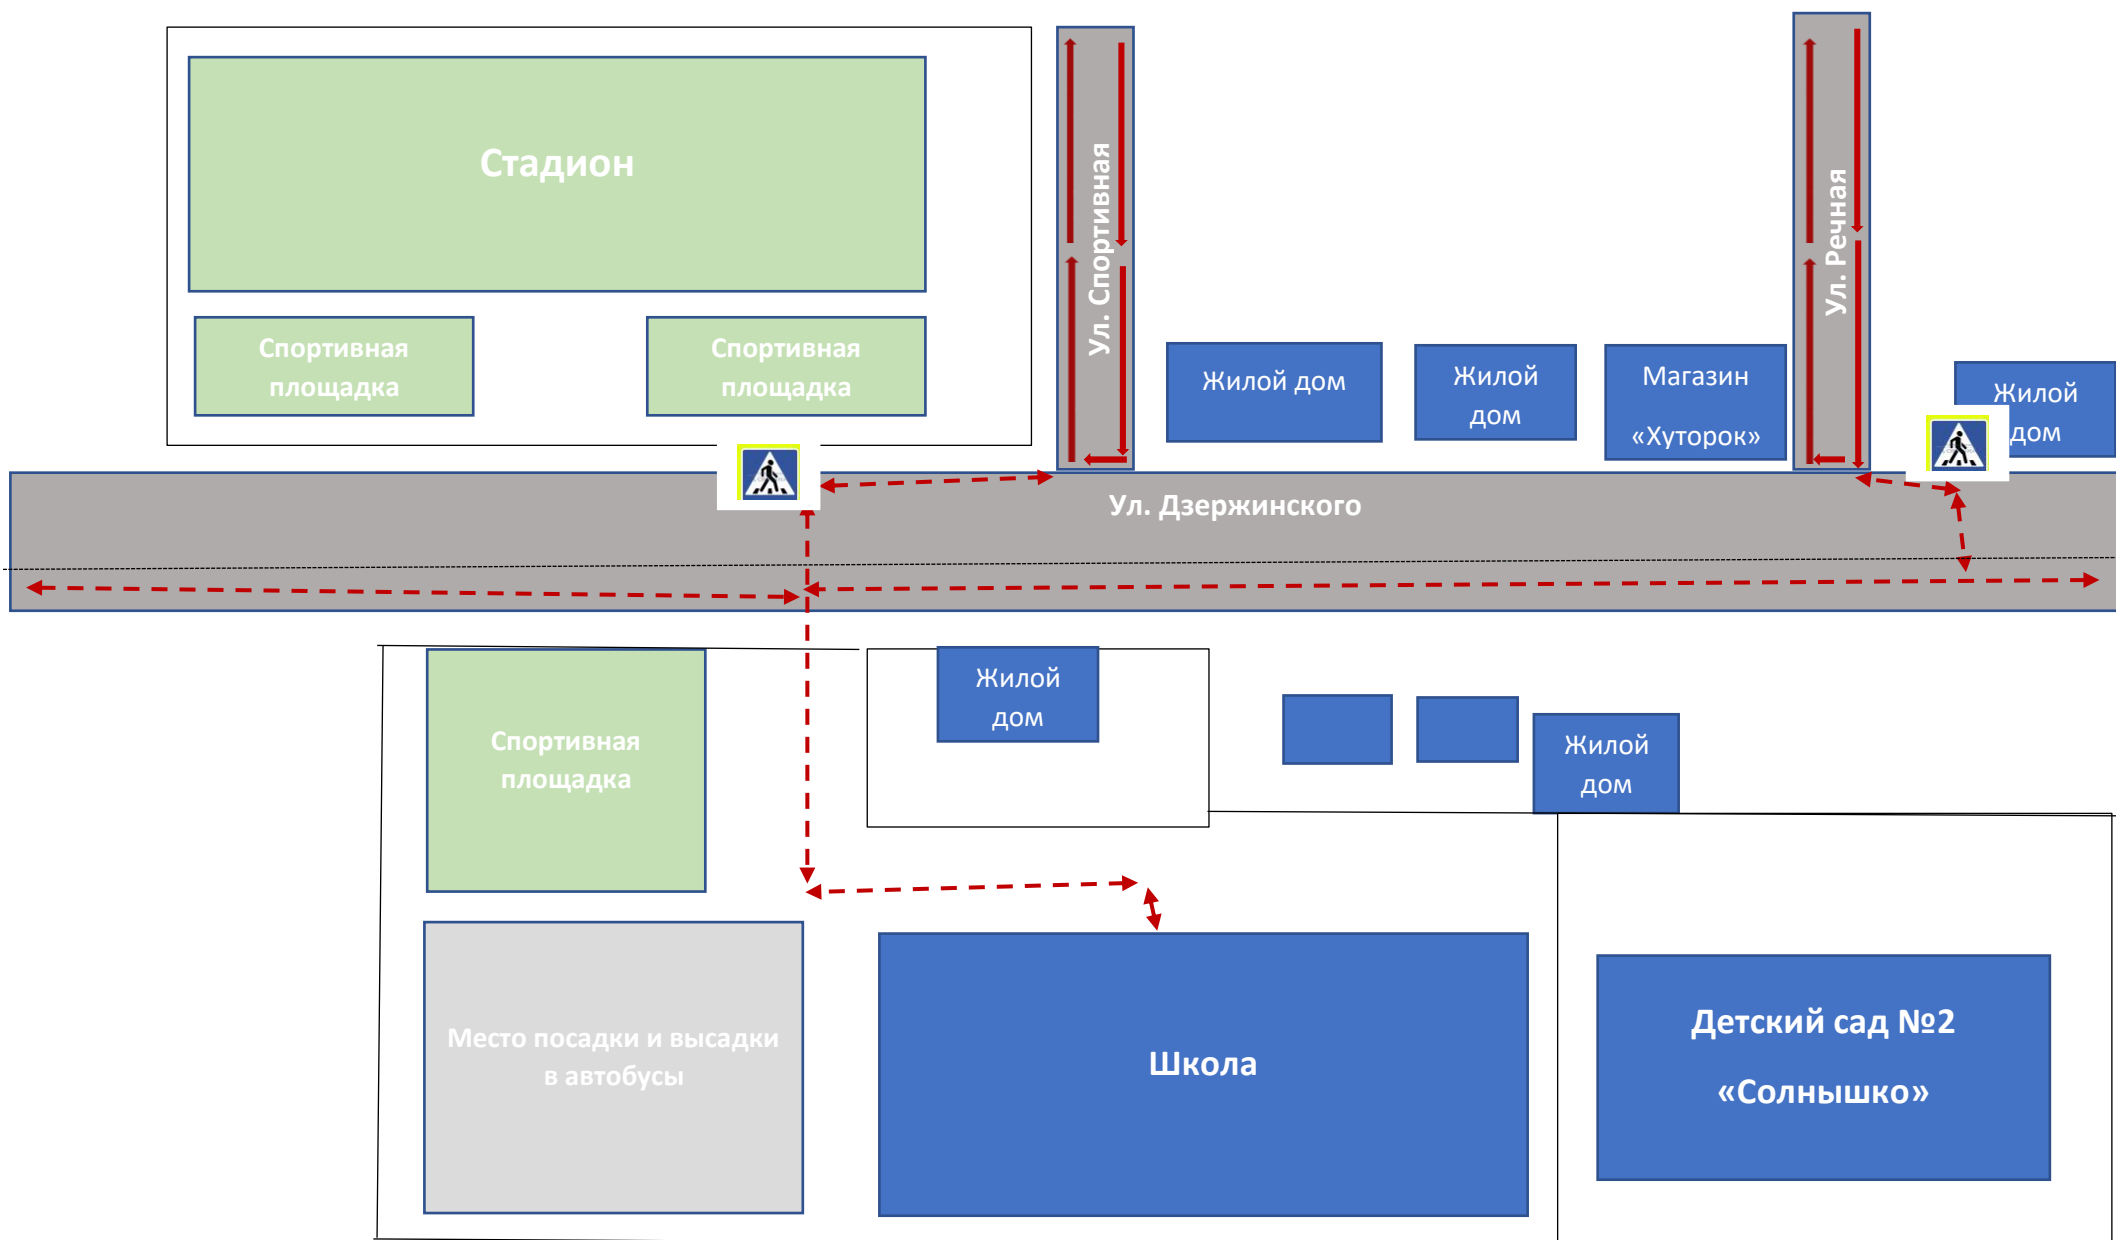 Стадион
Спортивная
площадка
Спортивная
площадка
Ул. Спортивная
Ул. Речная
Жилой дом
Жилой
дом
Магазин
«Хуторок»
Жилой
дом
Ул. Дзержинского
Спортивная
площадка
Жилой
дом
Жилой
дом
Место посадки и высадки
в автобусы
Школа
Детский сад №2
«Солнышко»